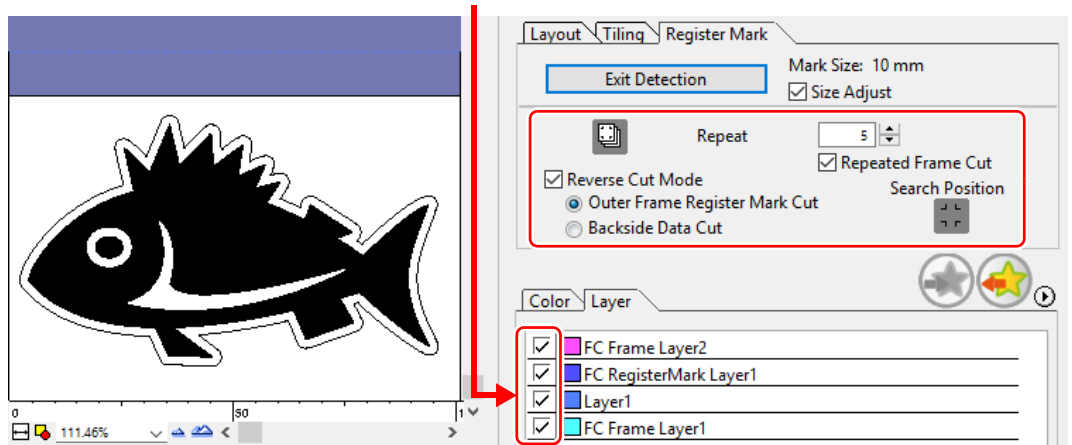 Layout Tiling Register Mark
Exit Detection
Mark Size: 10 mm
Size Adjust
Repeat 5
Repeated Frame Cut
Reverse Cut Mode
Search Position
Outer Frame Register Mark Cut
Backside Data Cut
Color Layer
FC Frame Layer2
FC RegisterMark Layer1
Layer1
FC Frame Layer1
0 50 1
111.46%